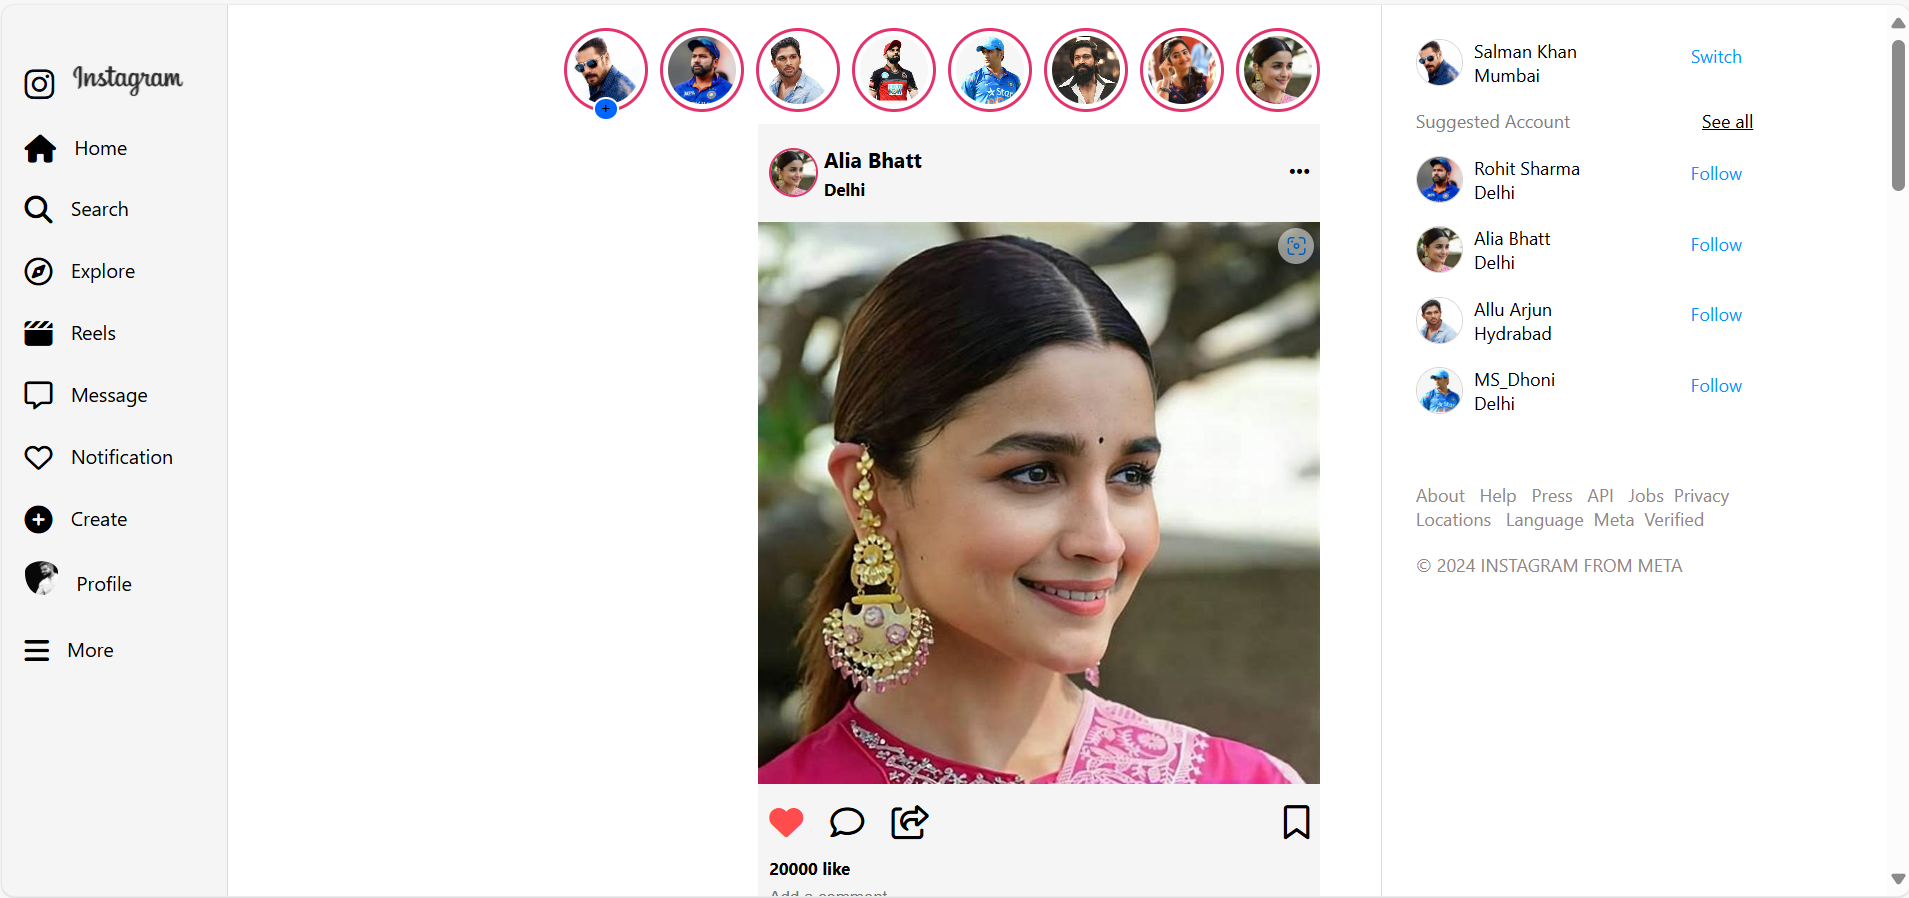 Instagram
Home
Search
Explore
Reels
Message
Notification
Create
Profile
More
Alia Bhatt
Delhi
20000 like
Add a comment
Salman Khan
Mumbai
Switch
Suggested Account
See all
Rohit Sharma
Delhi
Follow
Alia Bhatt
Delhi
Follow
Allu Arjun
Hydrabad
Follow
MS_Dhoni
Delhi
Follow
About Help Press API Jobs Privacy
Locations Language Meta Verified
© 2024 INSTAGRAM FROM META